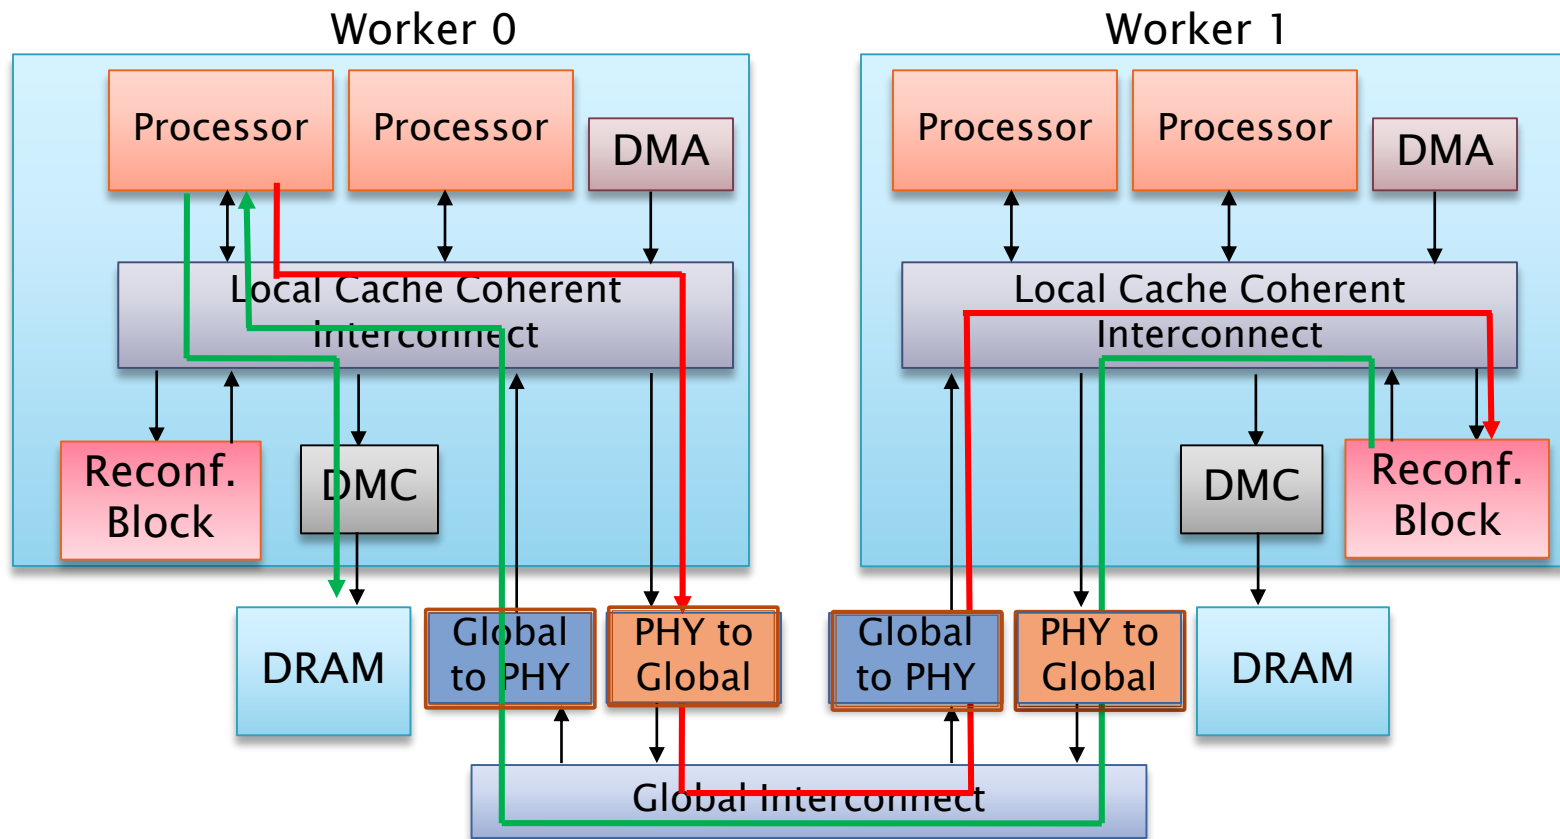 Worker 0
Worker 1
Processor
Processor
DMA
Processor
Processor
DMA
Local Cache Coherent
Interconnect
Local Cache Coherent
Interconnect
Reconf.
Block
DMC
DMC
Reconf.
Block
DRAM
Global
to PHY
PHY to
Global
Global
to PHY
PHY to
Global
DRAM
Global Interconnect